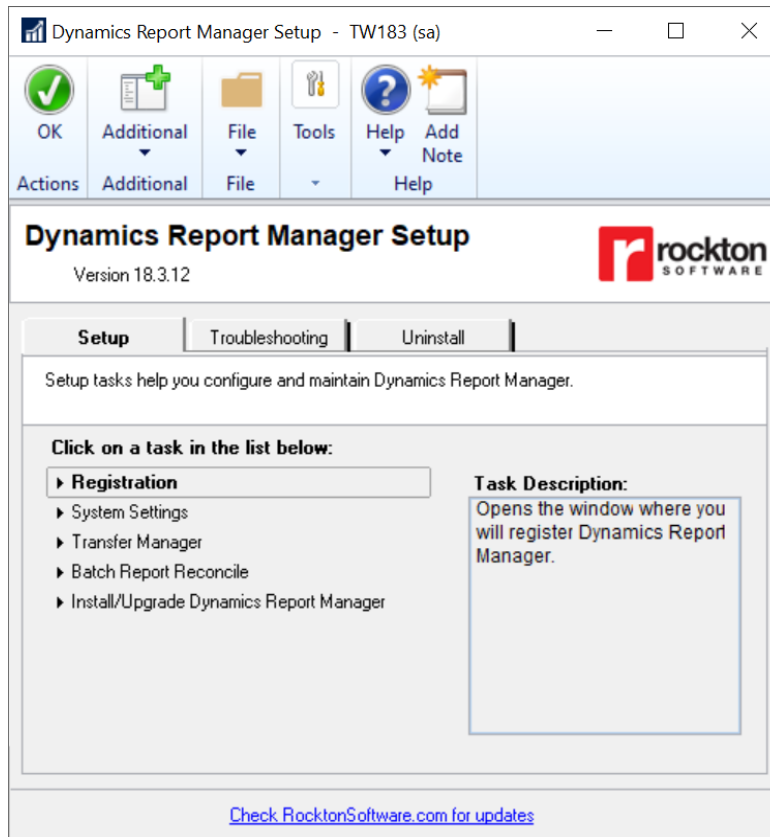 Dynamics Report Manager Setup - TW183 (sa)
OK
Additional
File
Tools
Help
Add
Note
Actions
Additional
File
Help
Dynamics Report Manager Setup
Version 18.3.12
r rockton
SOFTWARE
Setup
Troubleshooting
Uninstall
Setup tasks help you configure and maintain Dynamics Report Manager.
Click on a task in the list below:
Registration
System Settings
Transfer Manager
Batch Report Reconcile
Install/Upgrade Dynamics Report Manager
Task Description:
Opens the window where you
will register Dynamics Report
Manager.
Check RocktonSoftware.com for updates